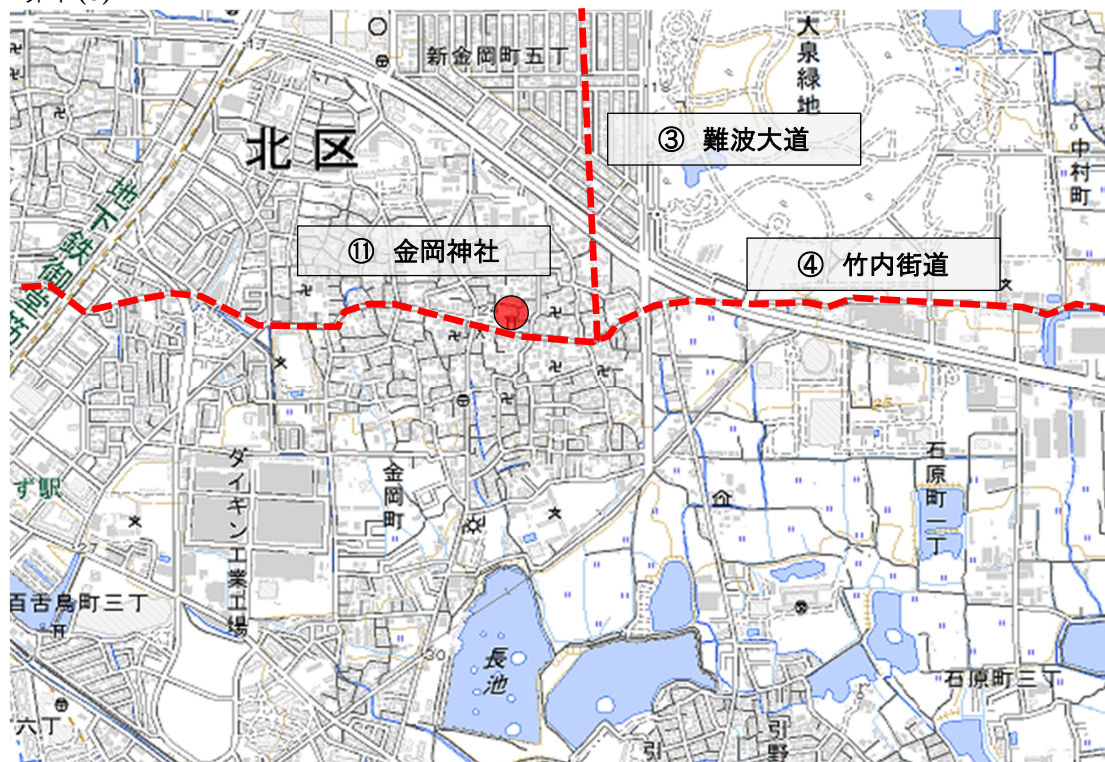 17
新金岡町五丁
大泉緑地
北区
③ 難波大道
中村町
地下鉄御堂筋
⑪ 金岡神社
④ 竹内街道
25
ず駅
ダイキン工業工場
金岡町
石原町一丁
百舌鳥町三丁
30
長池
石原町三丁
六丁
引
引野